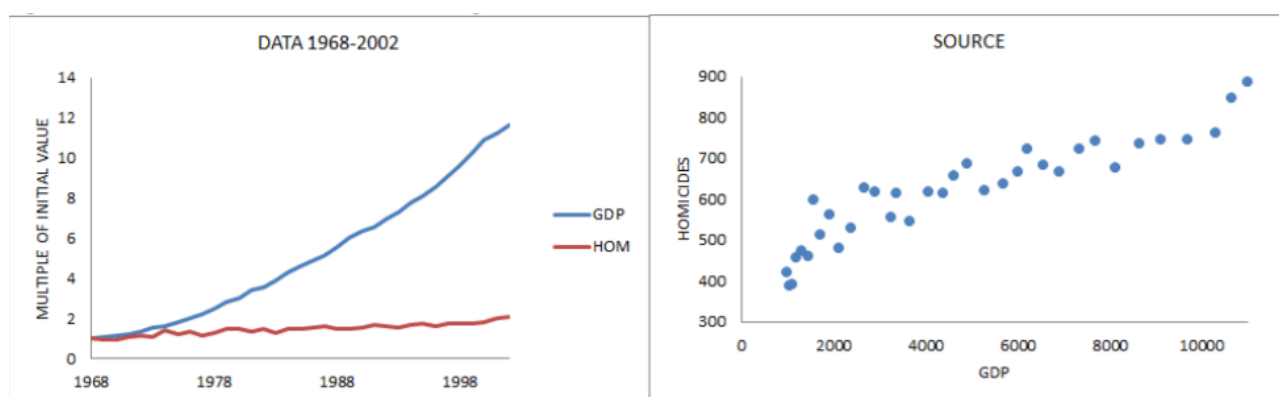 DATA 1968-2002
MULTIPLE OF INITIAL VALUE
14
12
10
8
6
4
2
0
1968 1978 1988 1998
GDP
HOM
SOURCE
HOMICIDES
900
800
700
600
500
400
300
0 2000 4000 6000 8000 10000
GDP